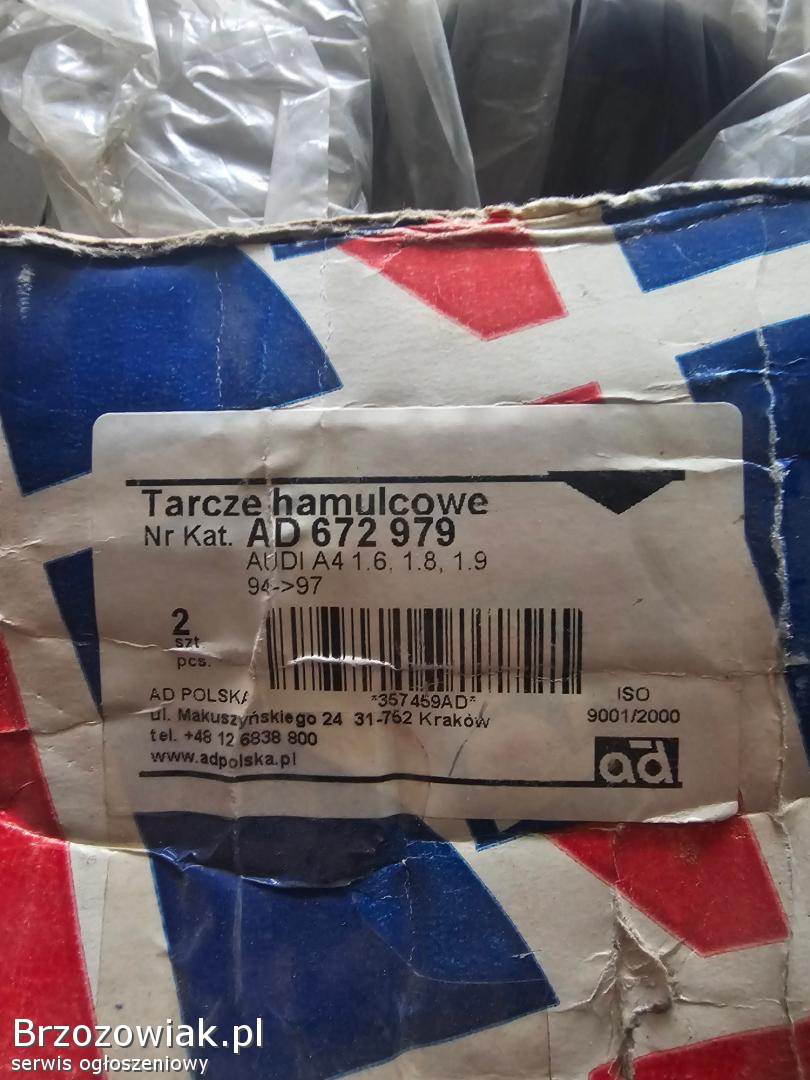 Tarcze hamulcowe
Nr Kat. AD 672 979
AUDI A4 1.6, 1.8, 1.9
94->97
2
szt.
pcs.
*357459AD*
AD POLSKA
ul. Makuszyńskiego 24 31-752 Kraków
tel. +48 12 6838 800
www.adpolska.pl
ISO
9001/2000
ad
Brzozowiak.pl
serwis ogłoszeniowy